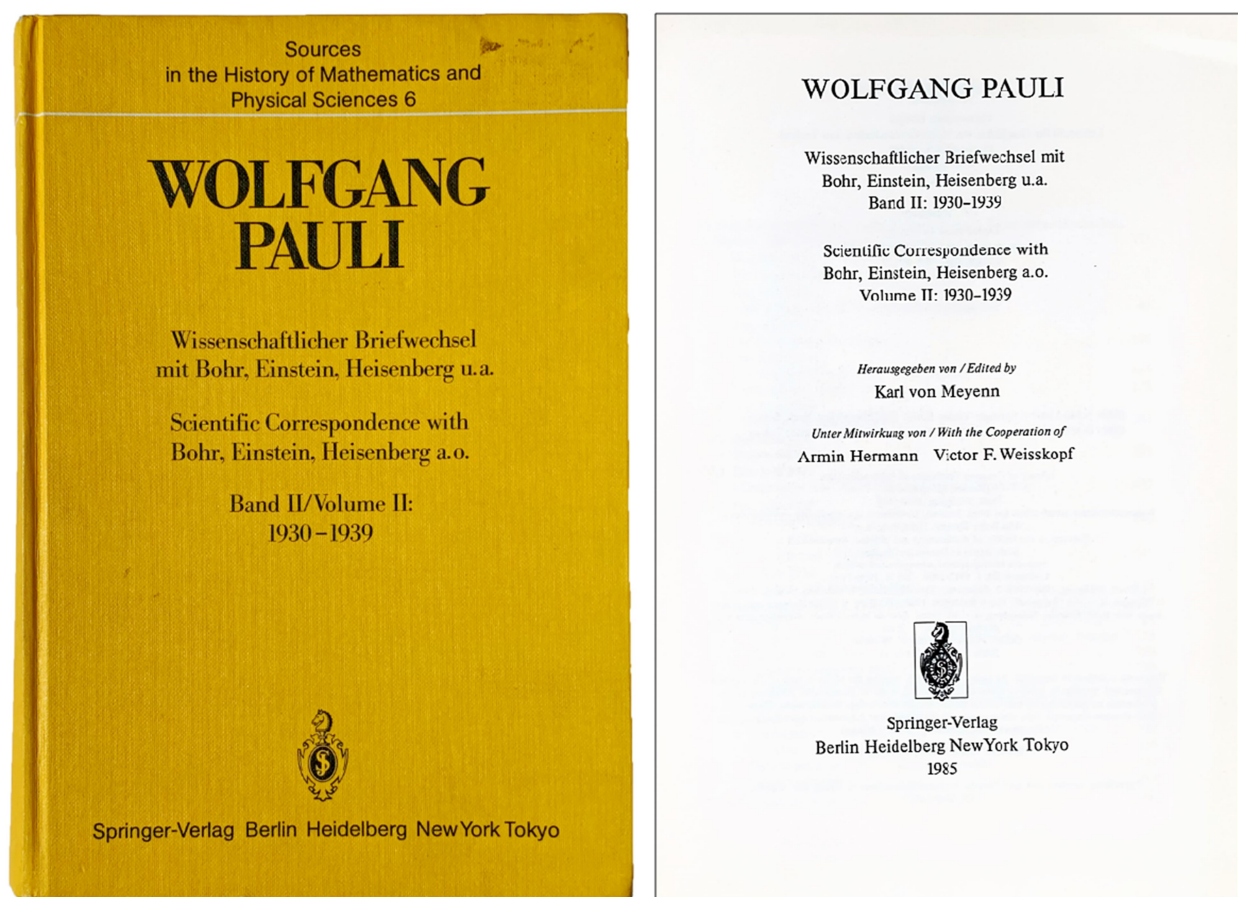 Sources
in the History of Mathematics and
Physical Sciences 6
WOLFGANG
PAULI
Wissenschaftlicher Briefwechsel
mit Bohr, Einstein, Heisenberg u.a.
Scientific Correspondence with
Bohr, Einstein, Heisenberg a.o.
Band II/Volume II:
1930–1939
Springer-Verlag Berlin Heidelberg NewYork Tokyo
WOLFGANG PAULI
Wissenschaftlicher Briefwechsel mit
Bohr, Einstein, Heisenberg u.a.
Band II: 1930–1939
Scientific Correspondence with
Bohr, Einstein, Heisenberg a.o.
Volume II: 1930–1939
Herausgegeben von / Edited by
Karl von Meyenn
Unter Mitwirkung von / With the Cooperation of
Armin Hermann Victor F. Weisskopf
Springer-Verlag
Berlin Heidelberg NewYork Tokyo
1985